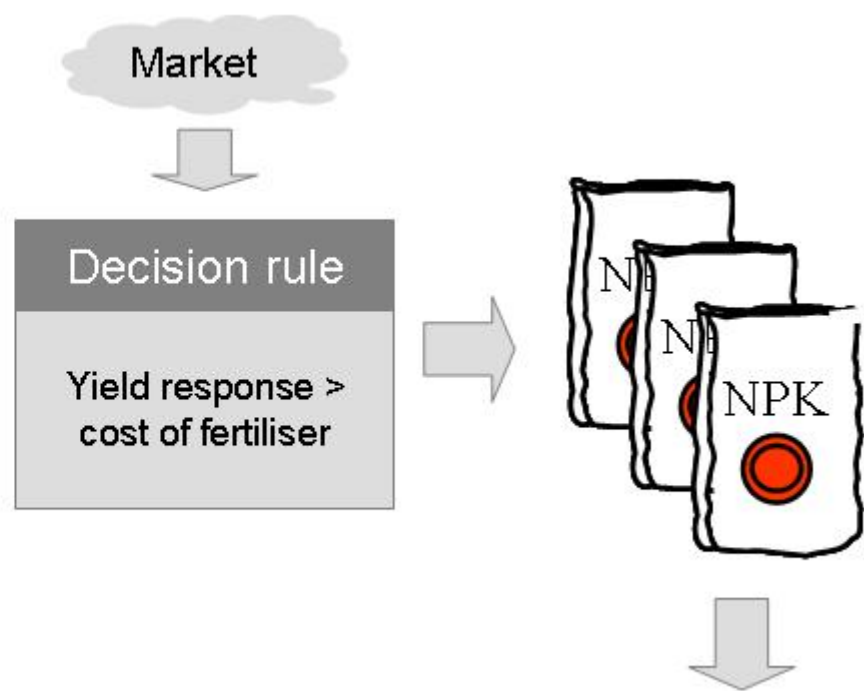 Market
Decision rule
Yield response >
cost of fertiliser
N
N
NPK